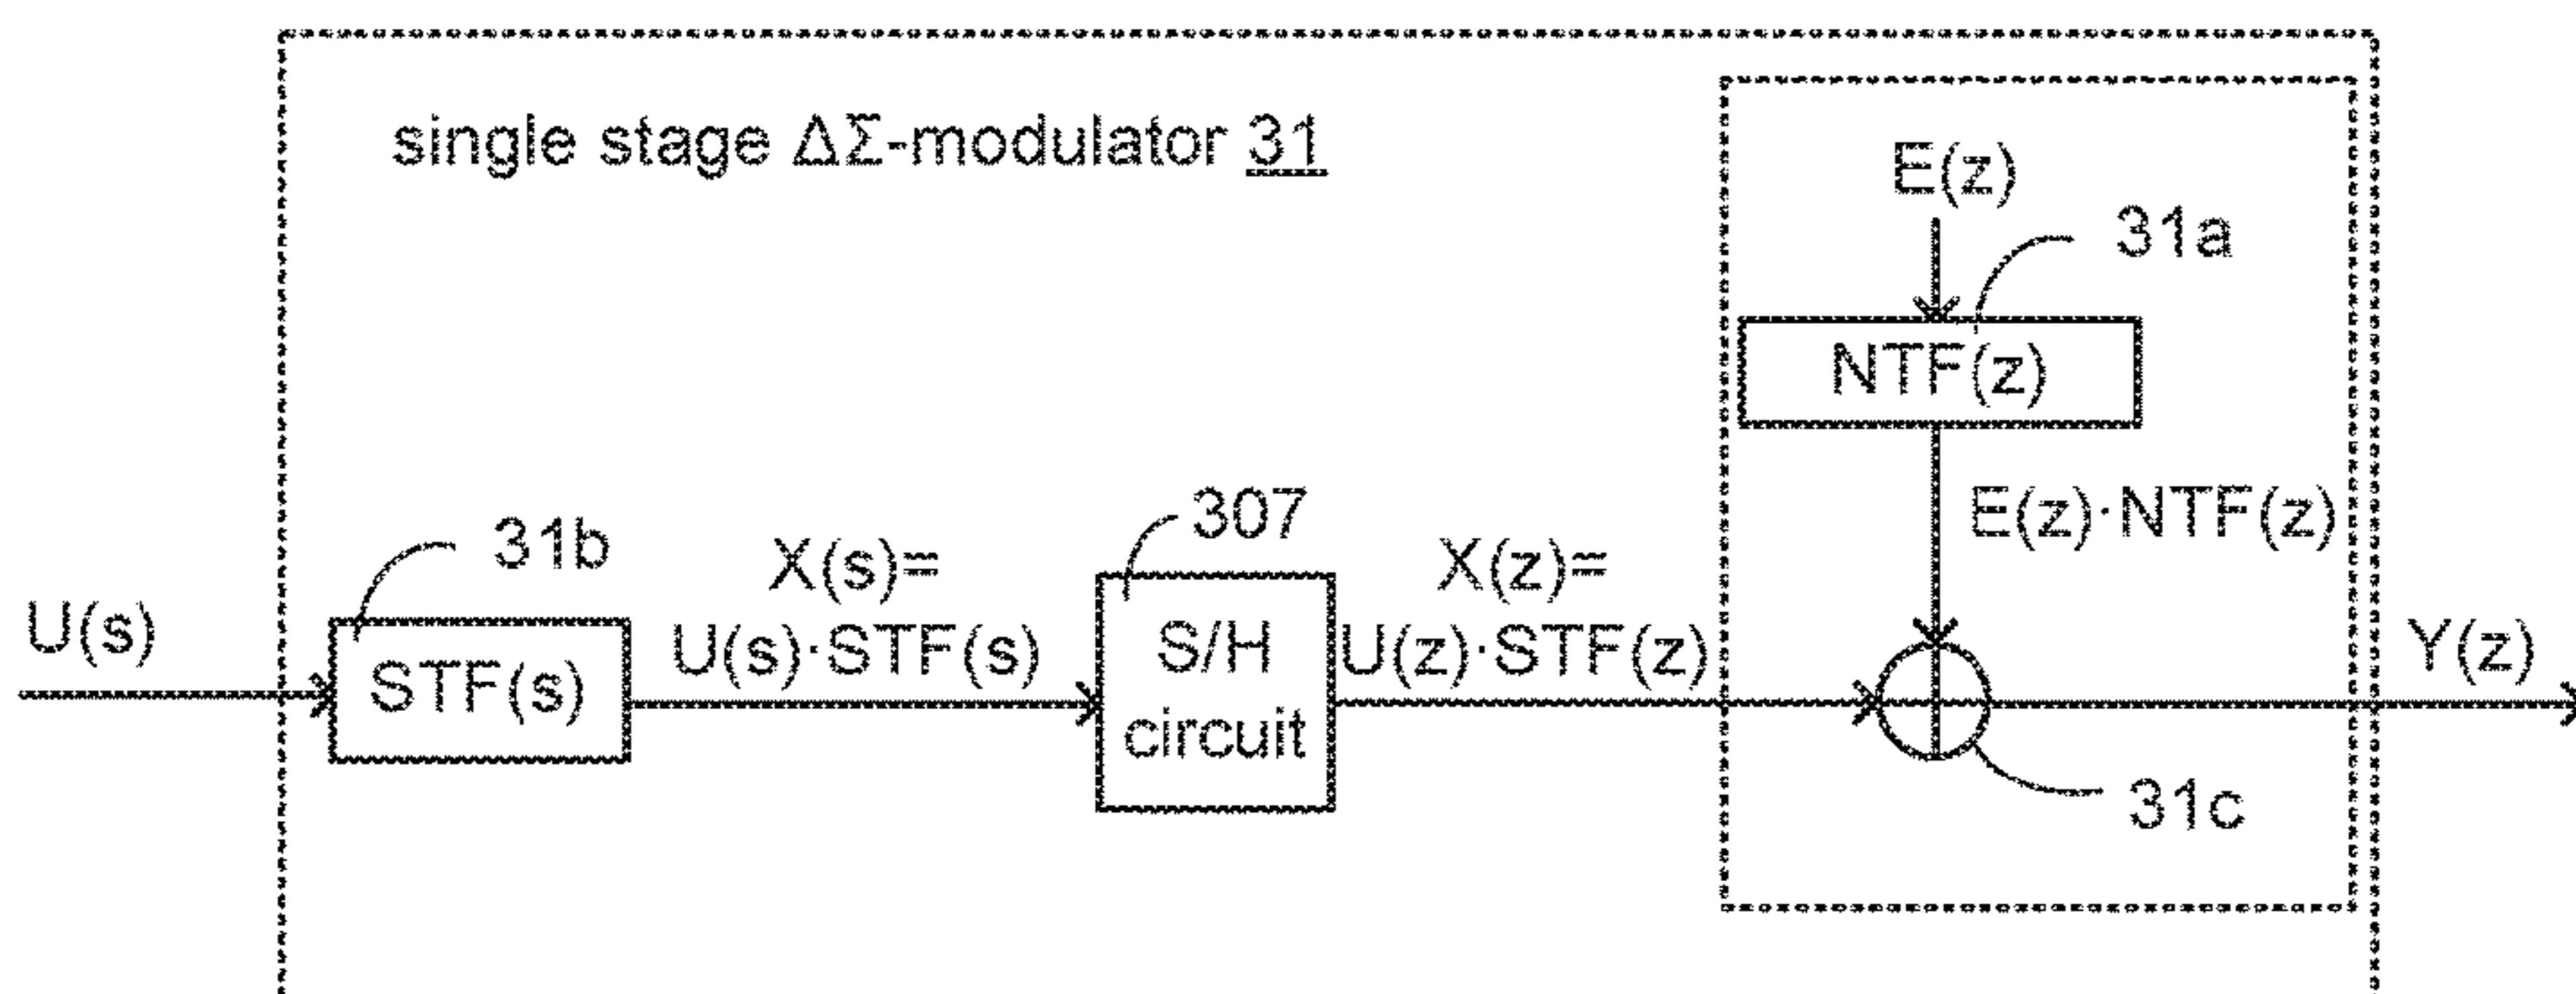 single stage ΔΣ-modulator 31
E(z)
31a
NTF(z)
E(z)·NTF(z)
31b
307
U(s)
STF(s)
X(s)=
U(s)·STF(s)
S/H
circuit
X(z)=
U(z)·STF(z)
Y(z)
31c